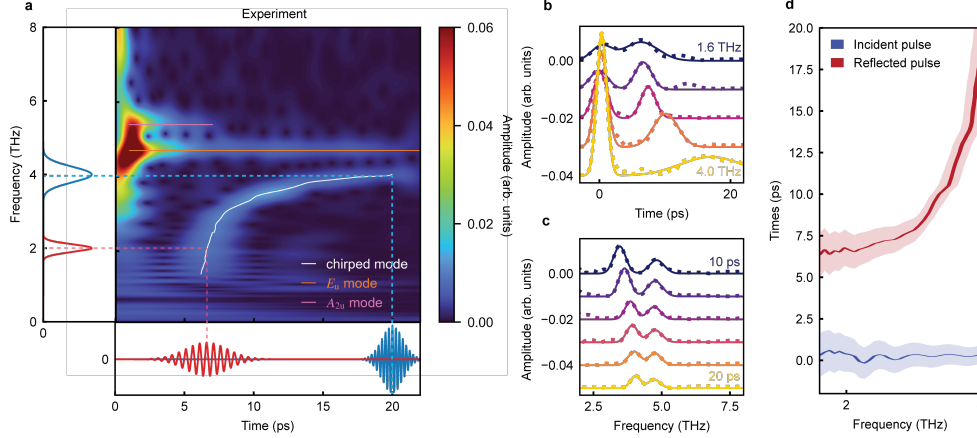 a
Experiment
8
6
4
2
0
Frequency (THz)
0
0.06
0.04
0.02
0.00
Amplitude (arb. units)
chirped mode
Eu mode
A2u mode
0
0
5
10
15
20
Time (ps)
b
1.6 THz
4.0 THz
0.00
−0.02
−0.04
Amplitude (arb. units)
0
20
Time (ps)
c
10 ps
20 ps
0.00
−0.02
−0.04
Amplitude (arb. units)
2.5
5.0
7.5
Frequency (THz)
d
Incident pulse
Reflected pulse
20.0
17.5
15.0
12.5
10.0
7.5
5.0
2.5
0.0
Times (ps)
2
Frequency (THz)